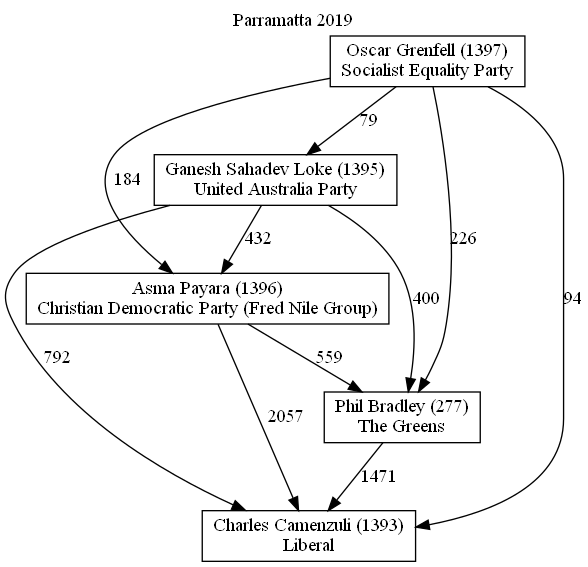 Parramatta 2019
Oscar Grenfell (1397)
Socialist Equality Party
79
Ganesh Sahadev Loke (1395)
United Australia Party
184
432
226
Asma Payara (1396)
Christian Democratic Party (Fred Nile Group)
400
94
792
559
2057
Phil Bradley (277)
The Greens
1471
Charles Camenzuli (1393)
Liberal